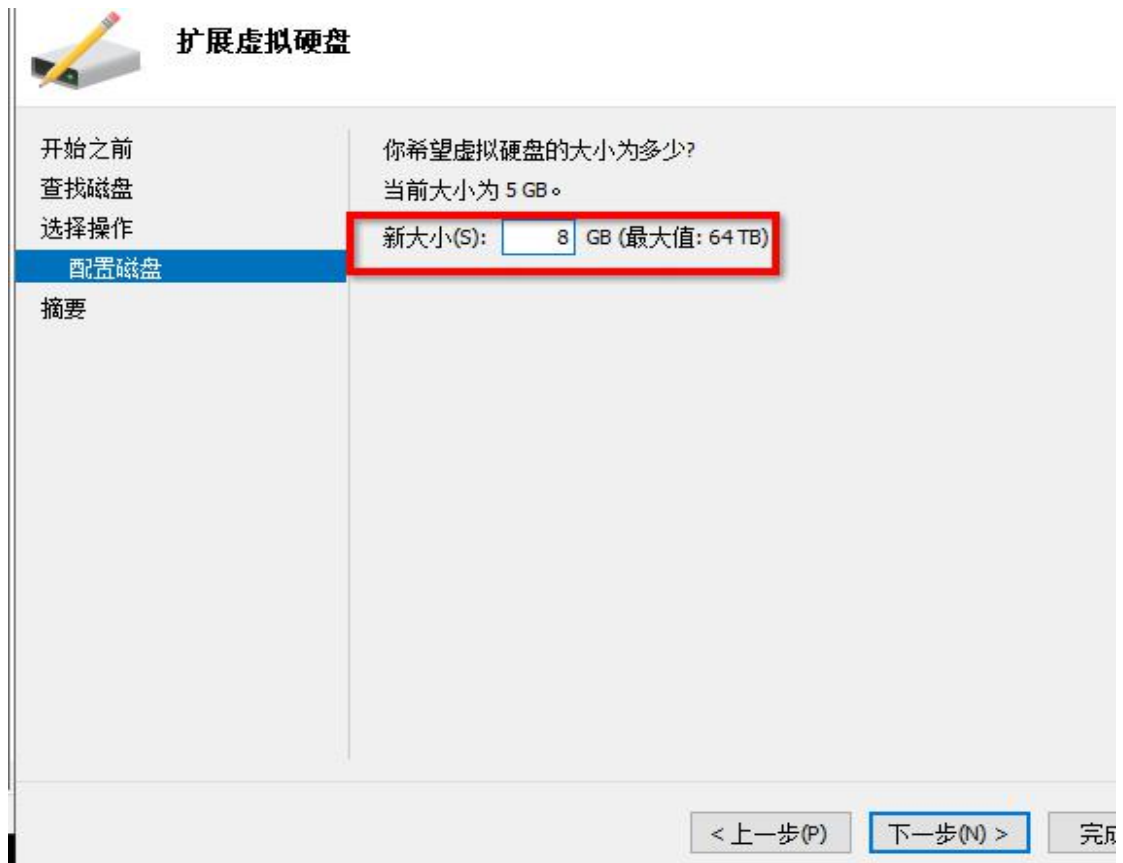 扩展虚拟硬盘
开始之前
查找磁盘
选择操作
配置磁盘
摘要
你希望虚拟硬盘的大小为多少?
当前大小为 5 GB。
新大小(S): 8 GB (最大值: 64 TB)
< 上一步(P) 下一步(N) > 完成